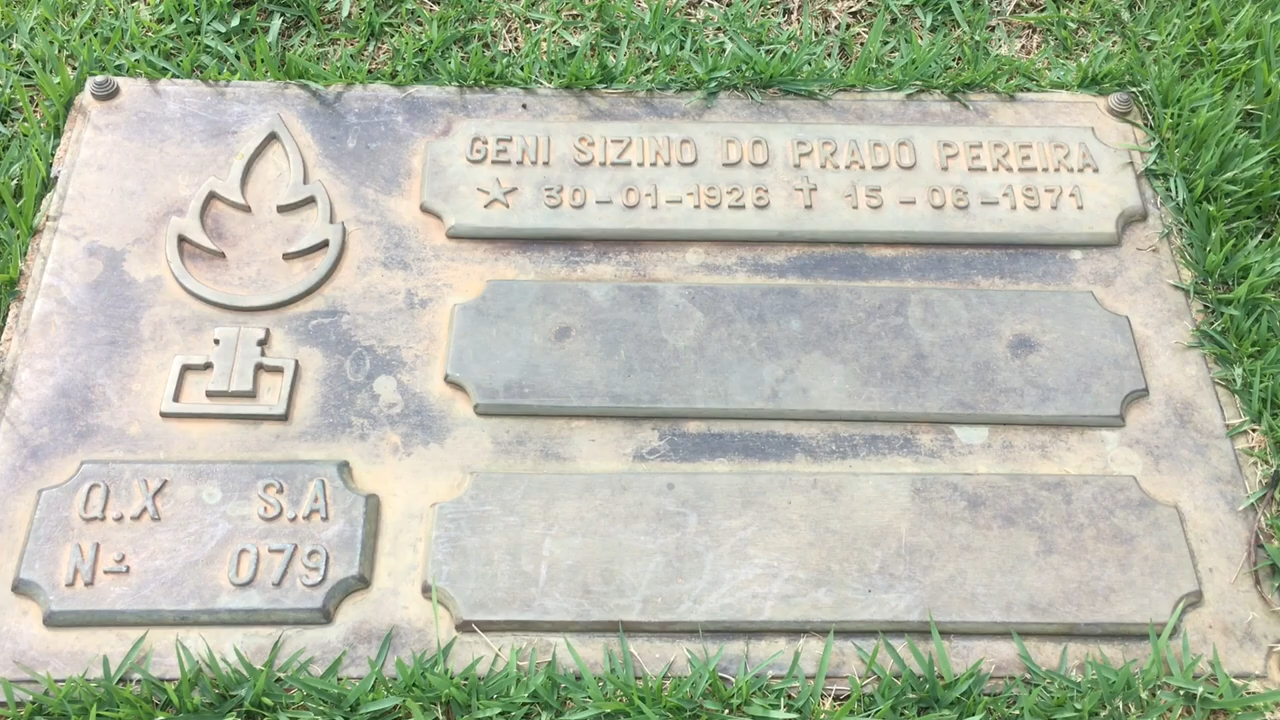 GENI SIZINO DO PRADO PEREIRA
☆ 30-01-1926 ✝ 15-06-1971
Q.X S.A
Nº 079